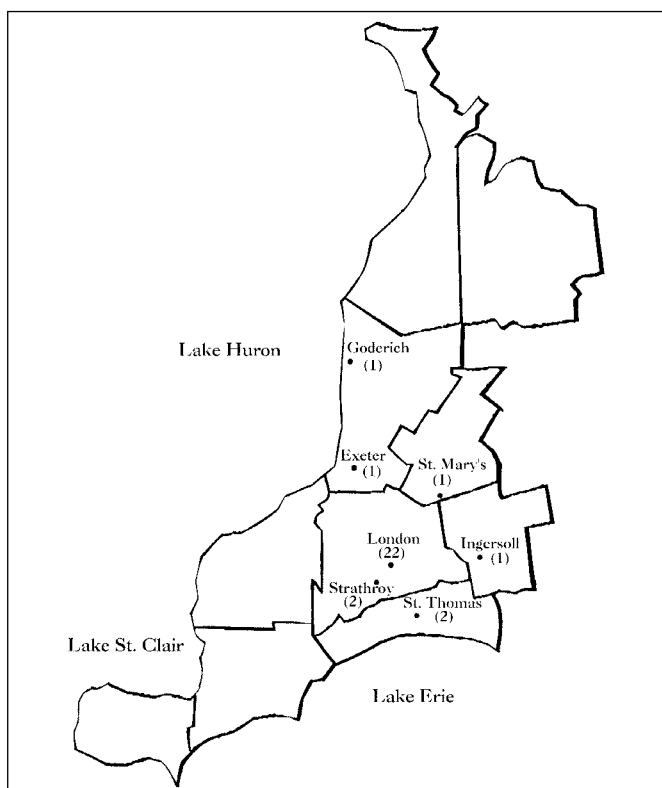 Lake Huron
Goderich
(1)
Exeter
(1)
St. Mary's
(1)
London
(22)
Ingersoll
(1)
Strathroy
(2)
St. Thomas
(2)
Lake St. Clair
Lake Erie